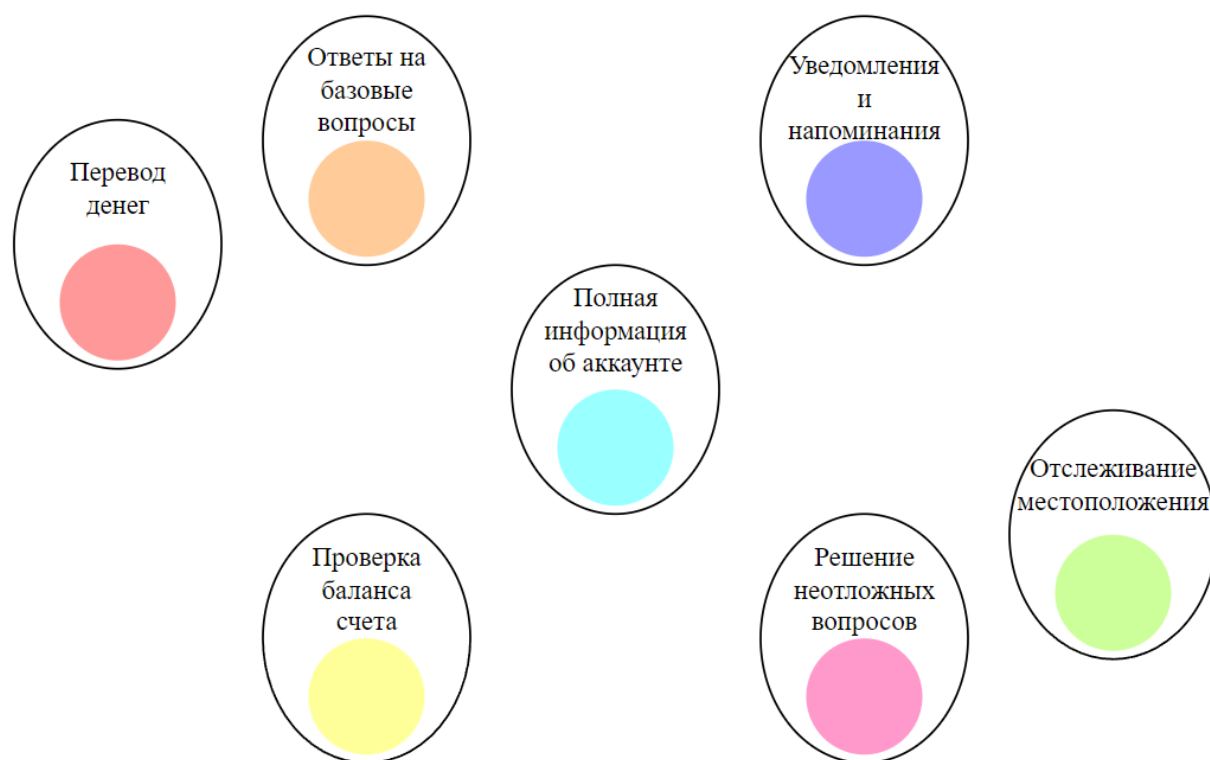 Ответы на
базовые
вопросы
Уведомления
и
напоминания
Перевод
денег
Полная
информация
об аккаунте
Отслеживание
местоположения
Проверка
баланса
счета
Решение
неотложных
вопросов